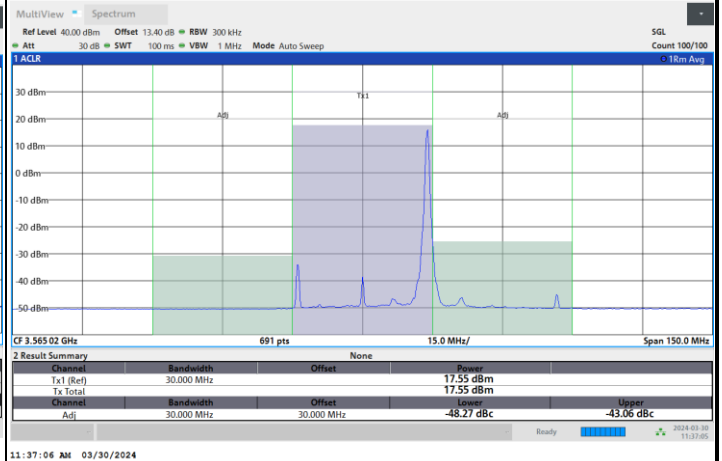 MultiView Spectrum
Ref Level 40.00 dBm Offset 13.40 dB RBW 300 kHz SGL
Att 30 dB SWT 100 ms VBW 1 MHz Mode Auto Sweep Count 100/100
1 ACLR 1Rm Avg
30 dBm
Tx1
20 dBm
Adj Adj
10 dBm
0 dBm
-10 dBm
-20 dBm
-30 dBm
-40 dBm
-50 dBm
CF 3.56502 GHz 691 pts 15.0 MHz/ Span 150.0 MHz
2 Result Summary None
Channel Bandwidth Offset Power
Tx1 (Ref) 30.000 MHz 17.55 dBm
Tx Total 17.55 dBm
Channel Bandwidth Offset Lower Upper
Adj 30.000 MHz 30.000 MHz -48.27 dBc -43.06 dBc
Ready 2024-03-30
11:37:05
11:37:06 AM 03/30/2024